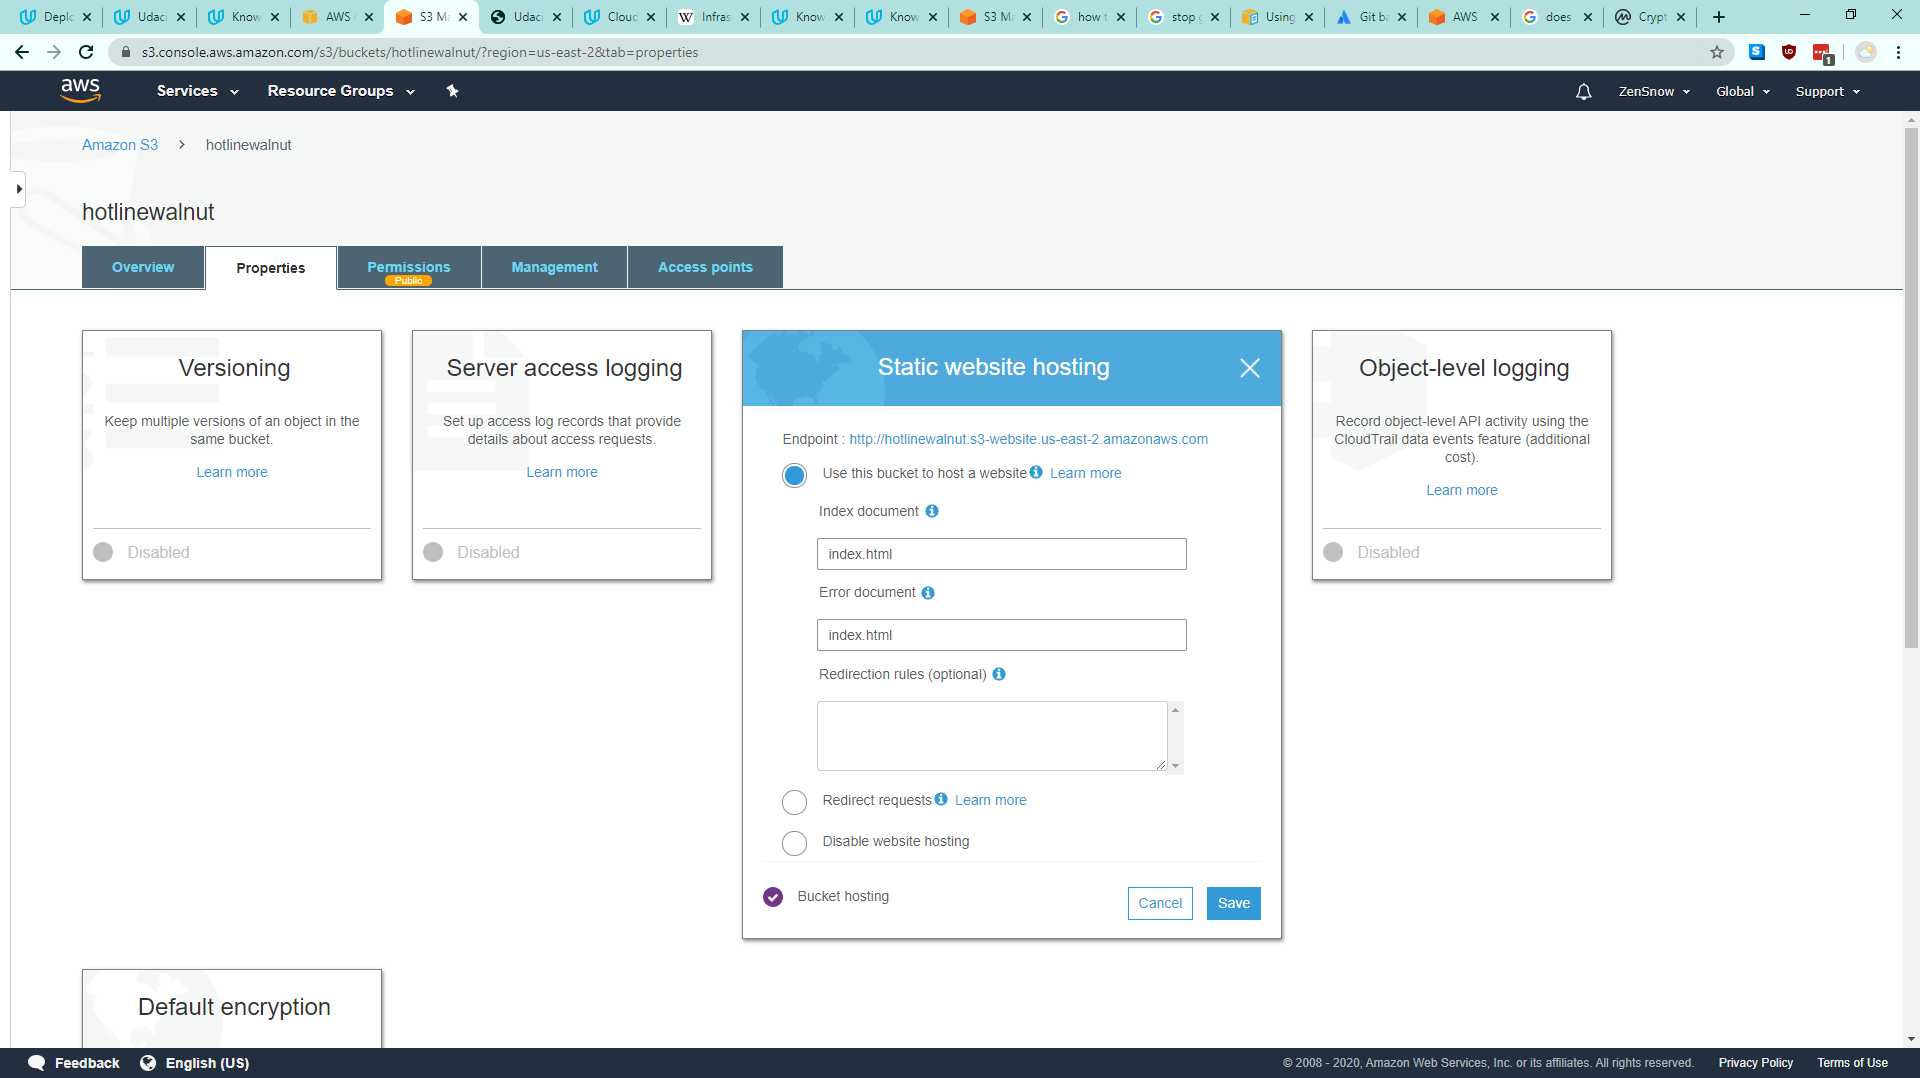 Deplo
Udaci
Know
AWS
S3 Ma
Udaci
Cloud
Infras
Know
Know
S3 Ma
how t
stop g
Using
Git ba
AWS
does
Crypt
s3.console.aws.amazon.com/s3/buckets/hotlinewalnut/?region=us-east-2&tab=properties
1
aws
Services
Resource Groups
ZenSnow
Global
Support
Amazon S3
hotlinewalnut
hotlinewalnut
Overview
Properties
Permissions
Public
Management
Access points
Versioning
Keep multiple versions of an object in the
same bucket.
Learn more
Disabled
Server access logging
Set up access log records that provide
details about access requests.
Learn more
Disabled
Static website hosting
Endpoint : http://hotlinewalnut.s3-website.us-east-2.amazonaws.com
Use this bucket to host a website Learn more
Index document
index.html
Error document
index.html
Redirection rules (optional)
Redirect requests Learn more
Disable website hosting
Bucket hosting
Cancel
Save
Object-level logging
Record object-level API activity using the
CloudTrail data events feature (additional
cost).
Learn more
Disabled
Default encryption
Feedback
English (US)
© 2008 - 2020, Amazon Web Services, Inc. or its affiliates. All rights reserved.
Privacy Policy
Terms of Use